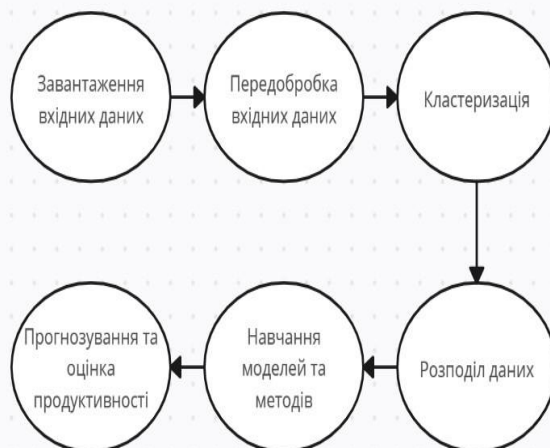 Завантаження
вхідних даних
Передобробка
вхідних даних
Кластеризація
Розподіл даних
Навчання
моделей та
методів
Прогнозування та
оцінка
продуктивності